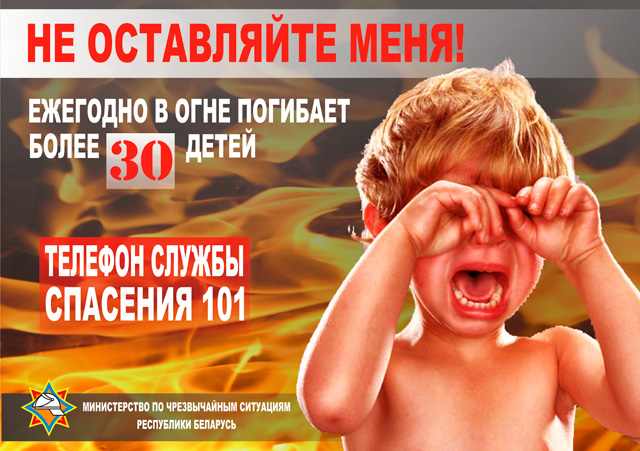 НЕ ОСТАВЛЯЙТЕ МЕНЯ!
ЕЖЕГОДНО В ОГНЕ ПОГИБАЕТ
БОЛЕЕ 30 ДЕТЕЙ
ТЕЛЕФОН СЛУЖБЫ
СПАСЕНИЯ 101
МИНИСТЕРСТВО ПО ЧРЕЗВЫЧАЙНЫМ СИТУАЦИЯМ
РЕСПУБЛИКИ БЕЛАРУСЬ